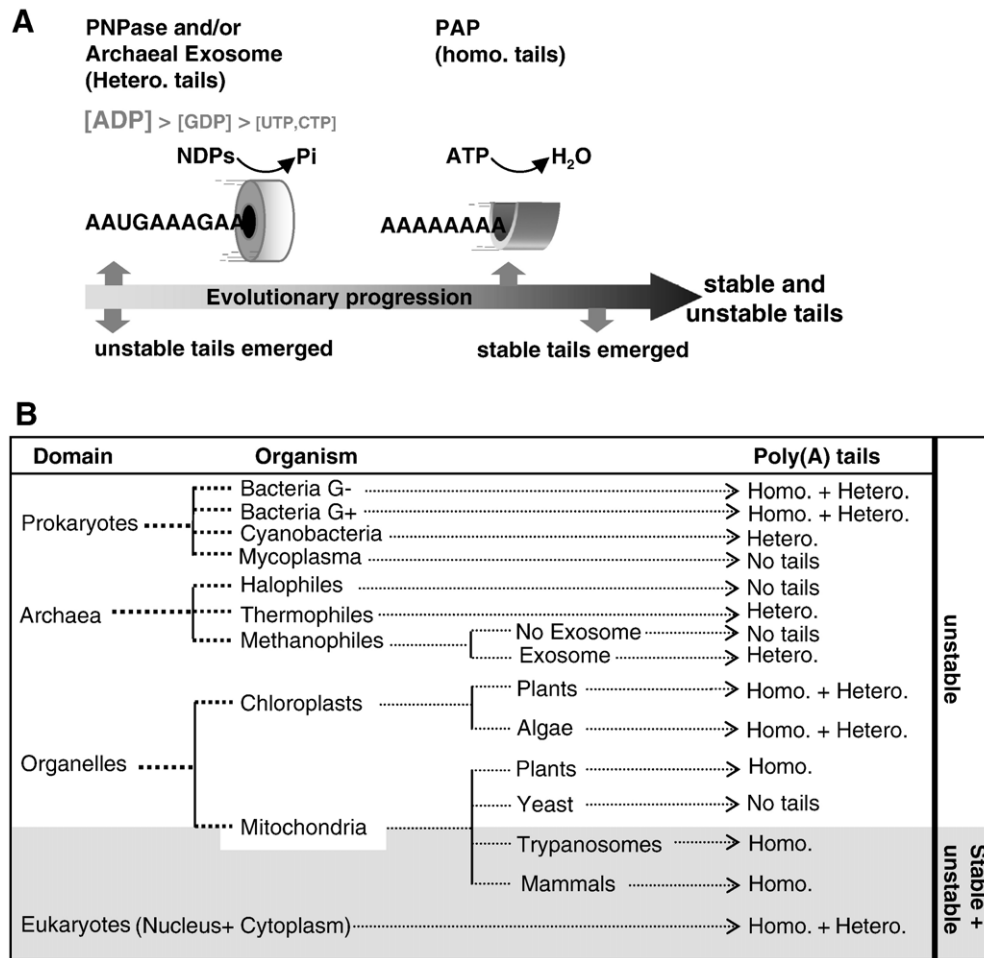 A
PNPase and/or
Archaeal Exosome
(Hetero. tails)
PAP
(homo. tails)
[ADP] > [GDP] > [UTP,CTP]
NDPs Pi
ATP H₂O
AAUGAAAGAA
AAAAAAAA
Evolutionary progression
stable and
unstable tails
unstable tails emerged
stable tails emerged
B
Domain Organism Poly(A) tails
Prokaryotes
Bacteria G- Homo. + Hetero.
Bacteria G+ Homo. + Hetero.
Cyanobacteria Hetero.
Mycoplasma No tails
Archaea
Halophiles No tails
Thermophiles Hetero.
Methanophiles No Exosome No tails
Exosome Hetero.
Organelles
Chloroplasts Plants Homo. + Hetero.
Algae Homo. + Hetero.
Mitochondria Plants Homo.
Yeast No tails
Trypanosomes Homo.
Mammals Homo.
Eukaryotes (Nucleus+ Cytoplasm) Homo. + Hetero.
unstable
Stable +
unstable